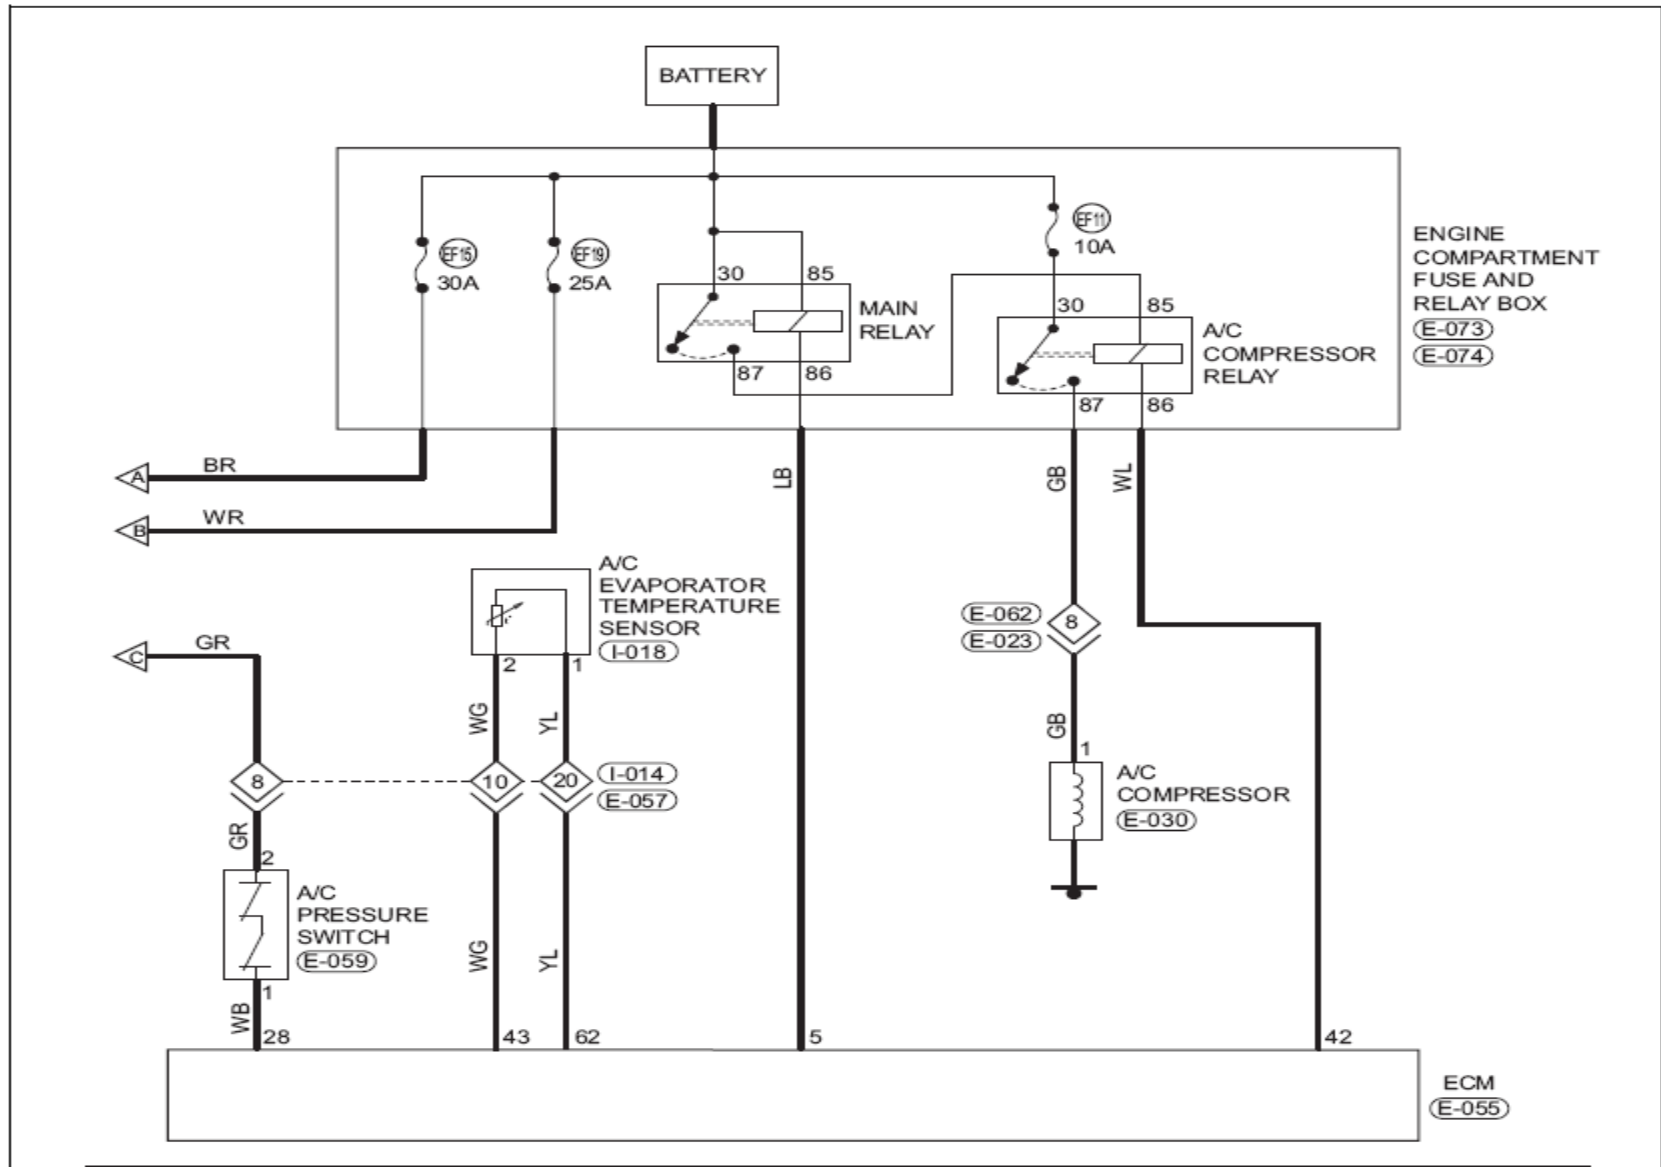 BATTERY
EF15
30A
EF19
25A
30
85
MAIN
RELAY
87
86
EF11
10A
30
85
A/C
COMPRESSOR
RELAY
87
86
ENGINE
COMPARTMENT
FUSE AND
RELAY BOX
E-073
E-074
A
BR
B
WR
LB
GB
WL
A/C
EVAPORATOR
TEMPERATURE
SENSOR
I-018
2
1
C
GR
WG
YL
E-062
E-023
8
8
10
20
I-014
E-057
GB
1
A/C
COMPRESSOR
E-030
GR
2
A/C
PRESSURE
SWITCH
E-059
1
WB
WG
YL
28
43
62
5
42
ECM
E-055